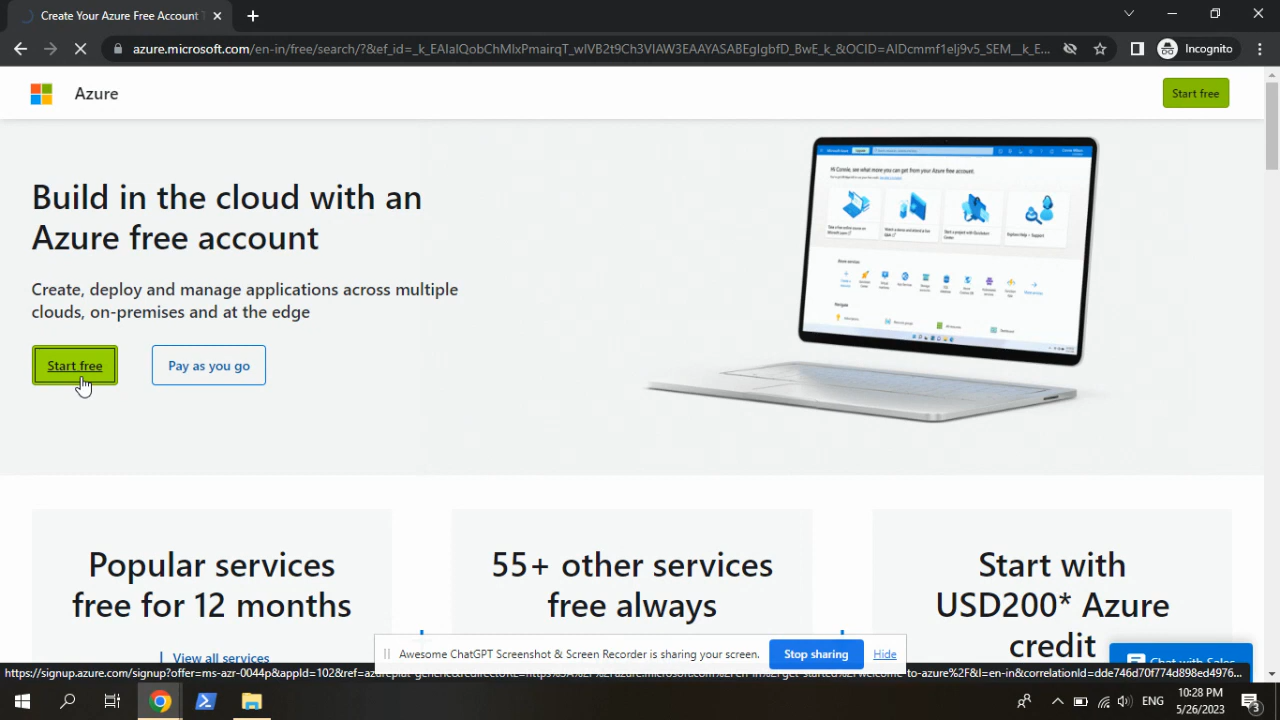 Create Your Azure Free Account
azure.microsoft.com/en-in/free/search/?&ef_id=_k_EAIaIQobChMIxPmairqT_wIVB2t9Ch3VIAW3EAAYASABEgIgbfD_BwE_k_&OCID=AIDcmmf1elj9v5_SEM__k_E...
Incognito
Azure
Start free
Build in the cloud with an
Azure free account
Create, deploy and manage applications across multiple
clouds, on-premises and at the edge
Start free
Pay as you go
Popular services
free for 12 months
View all services
55+ other services
free always
Start with
USD200* Azure
credit
Chat with Sales
Awesome ChatGPT Screenshot & Screen Recorder is sharing your screen.
Stop sharing
Hide
ENG
10:28 PM
5/26/2023
3